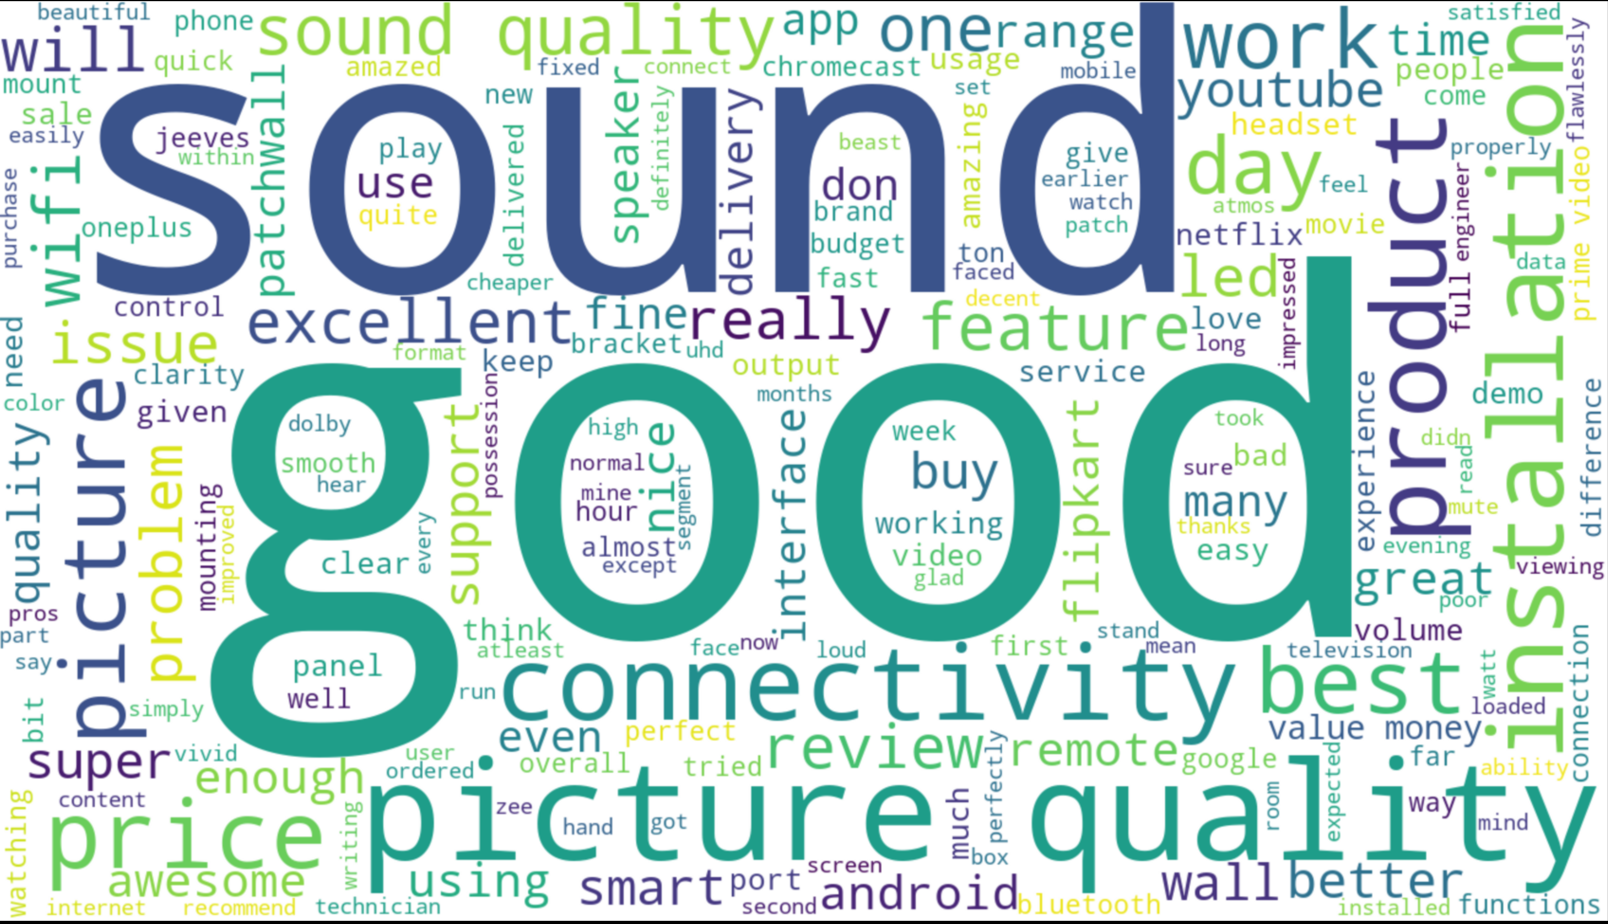 beautiful
phone
sound quality
app
one
range
work
satisfied
will
quick
amazed
fixed
connect
chromecast
usage
mobile
time
flawlessly
mount
sale
easily
jeeves
within
patchwall
new
speaker
definitely
delivery
set
youtube
people
come
headset
sound
play
use
quite
delivered
beast
don
brand
budget
fast
amazing
give
earlier
watch
patch
day
feel
atmos
product
properly
installation
purchase
wifi
oneplus
netflix
movie
engineer
prime video
control
cheaper
ton
faced
decent
led
impressed
full
data
need
issue
excellent
fine
really
feature
love
long
format
keep
bracket
uhd
output
service
color
clarity
given
picture
possession
months
demo
experience
difference
quality
problem
mounting
improved
good
dolby
smooth
hear
support
high
normal
mine
hour
nice
segment
almost
except
interface
week
buy
working
video
glad
flipkart
took
sure
bad
many
thanks
easy
didn
read
mute
evening
viewing
clear
every
great
poor
pros
part
say
think
atleast
face
now
loud
first
stand
mean
volume
television
panel
well
run
connectivity
best
watt
loaded
connection
bit
simply
even
perfect
value money
super
vivid
user
ordered
overall
tried
review
perfectly
remote
google
far
ability
enough
content
zee
picture quality
hand
got
much
box
room
expected
way
mind
watching
price
writing
awesome
using
smart
port
screen
second
android
bluetooth
wall
better
internet
recommend
technician
installed
functions